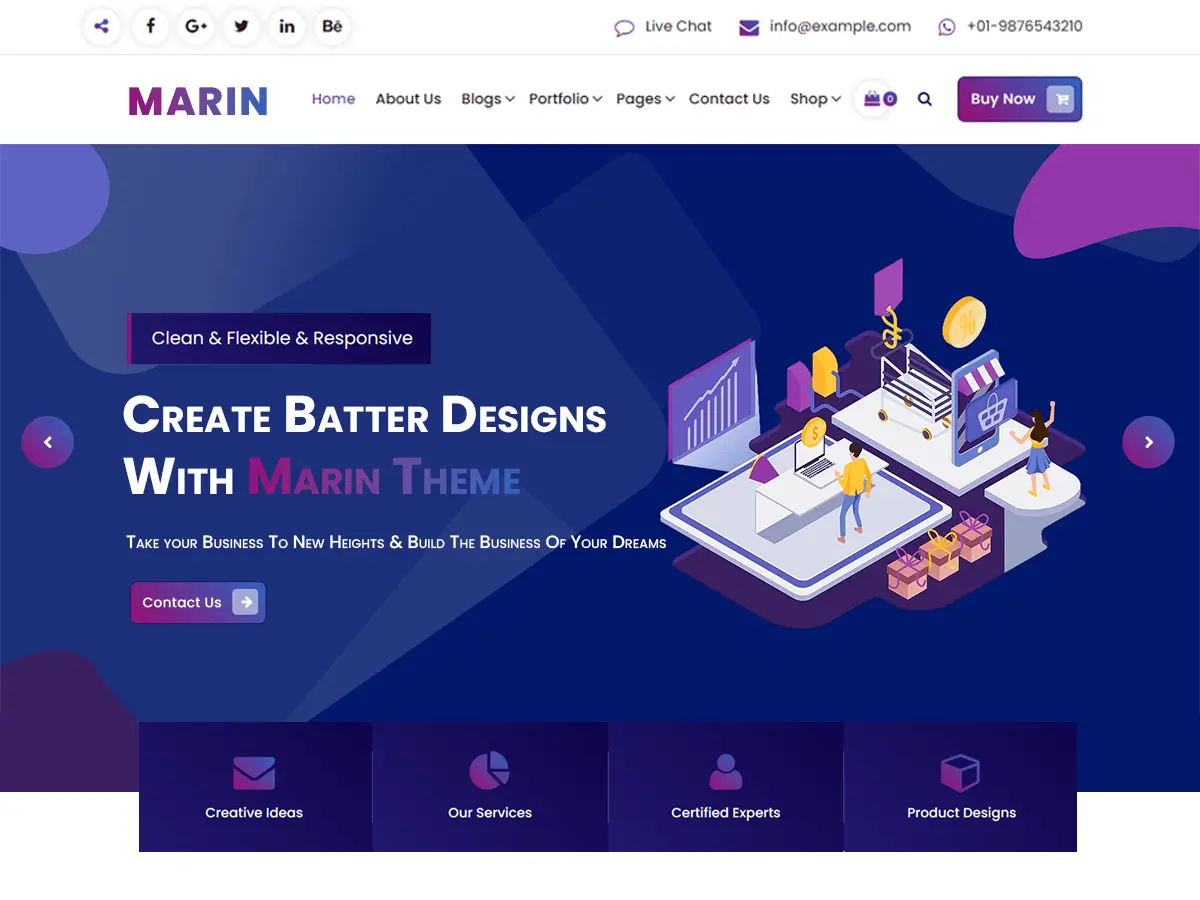 f G+ in Bē Live Chat info@example.com +01-9876543210
MARIN Home About Us Blogs Portfolio Pages Contact Us Shop 0 Buy Now
Clean & Flexible & Responsive
Create Batter Designs
With Marin Theme
Take your Business To New Heights & Build The Business Of Your Dreams
Contact Us
Creative Ideas Our Services Certified Experts Product Designs